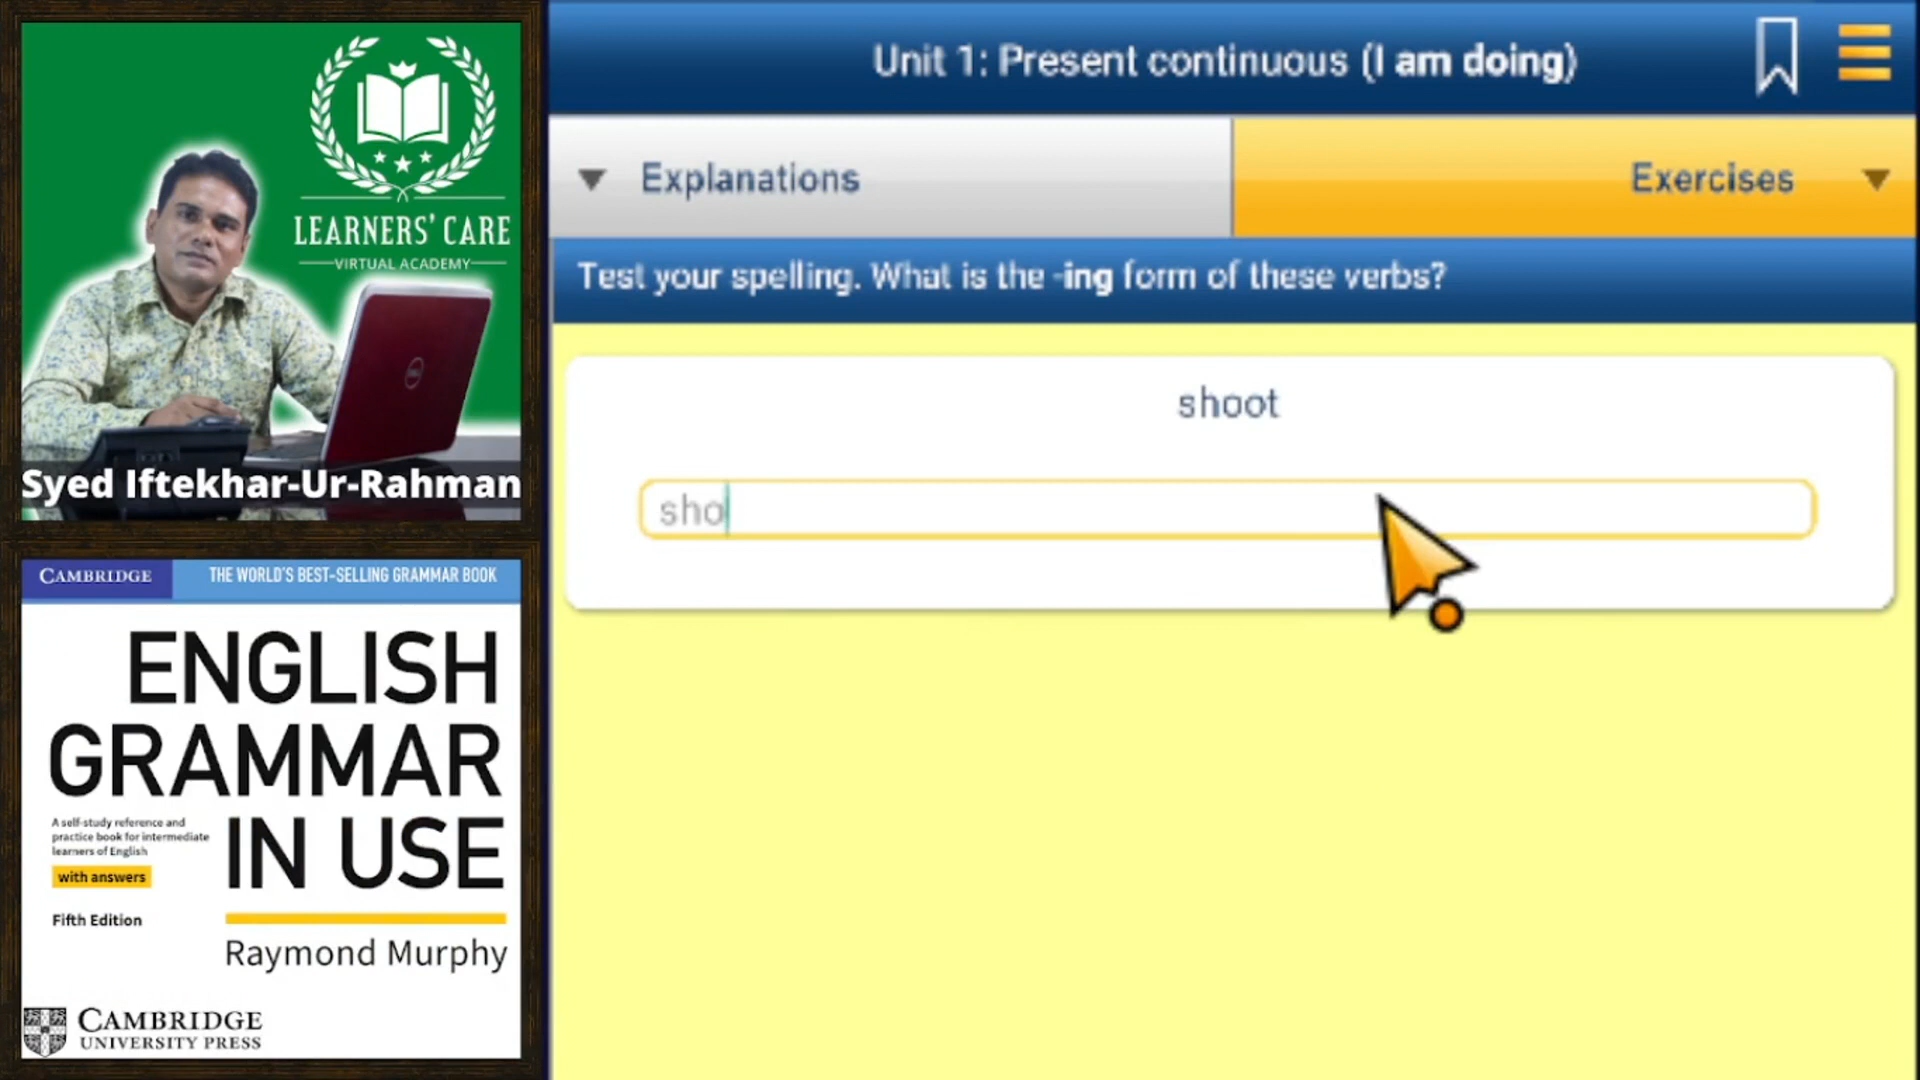 LEARNERS' CARE
VIRTUAL ACADEMY
Syed Iftekhar-Ur-Rahman
CAMBRIDGE
THE WORLD'S BEST-SELLING GRAMMAR BOOK
ENGLISH
GRAMMAR
IN USE
A self-study reference and
practice book for intermediate
learners of English
with answers
Fifth Edition
Raymond Murphy
CAMBRIDGE
UNIVERSITY PRESS
Unit 1: Present continuous (I am doing)
Explanations
Exercises
Test your spelling. What is the -ing form of these verbs?
shoot
sho